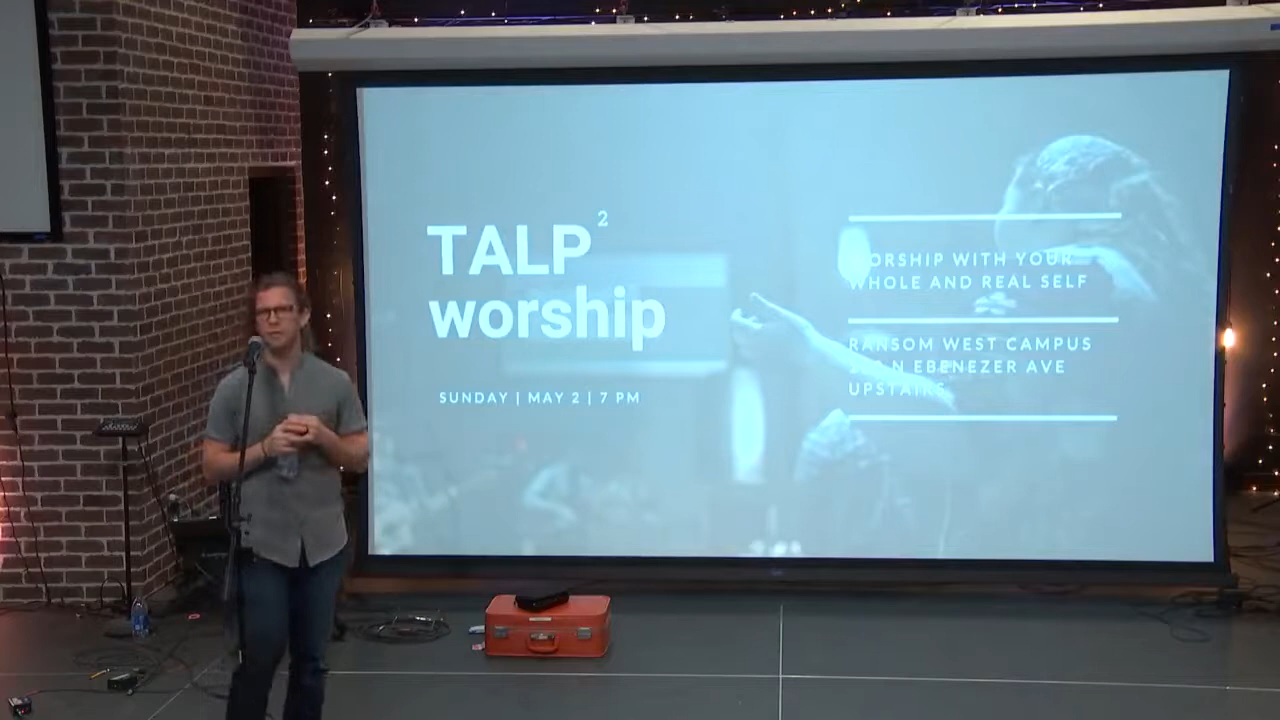 TALP²
worship
SUNDAY | MAY 2 | 7 PM
WORSHIP WITH YOUR
WHOLE AND REAL SELF
RANSOM WEST CAMPUS
N EBENEZER AVE
UPSTAIRS